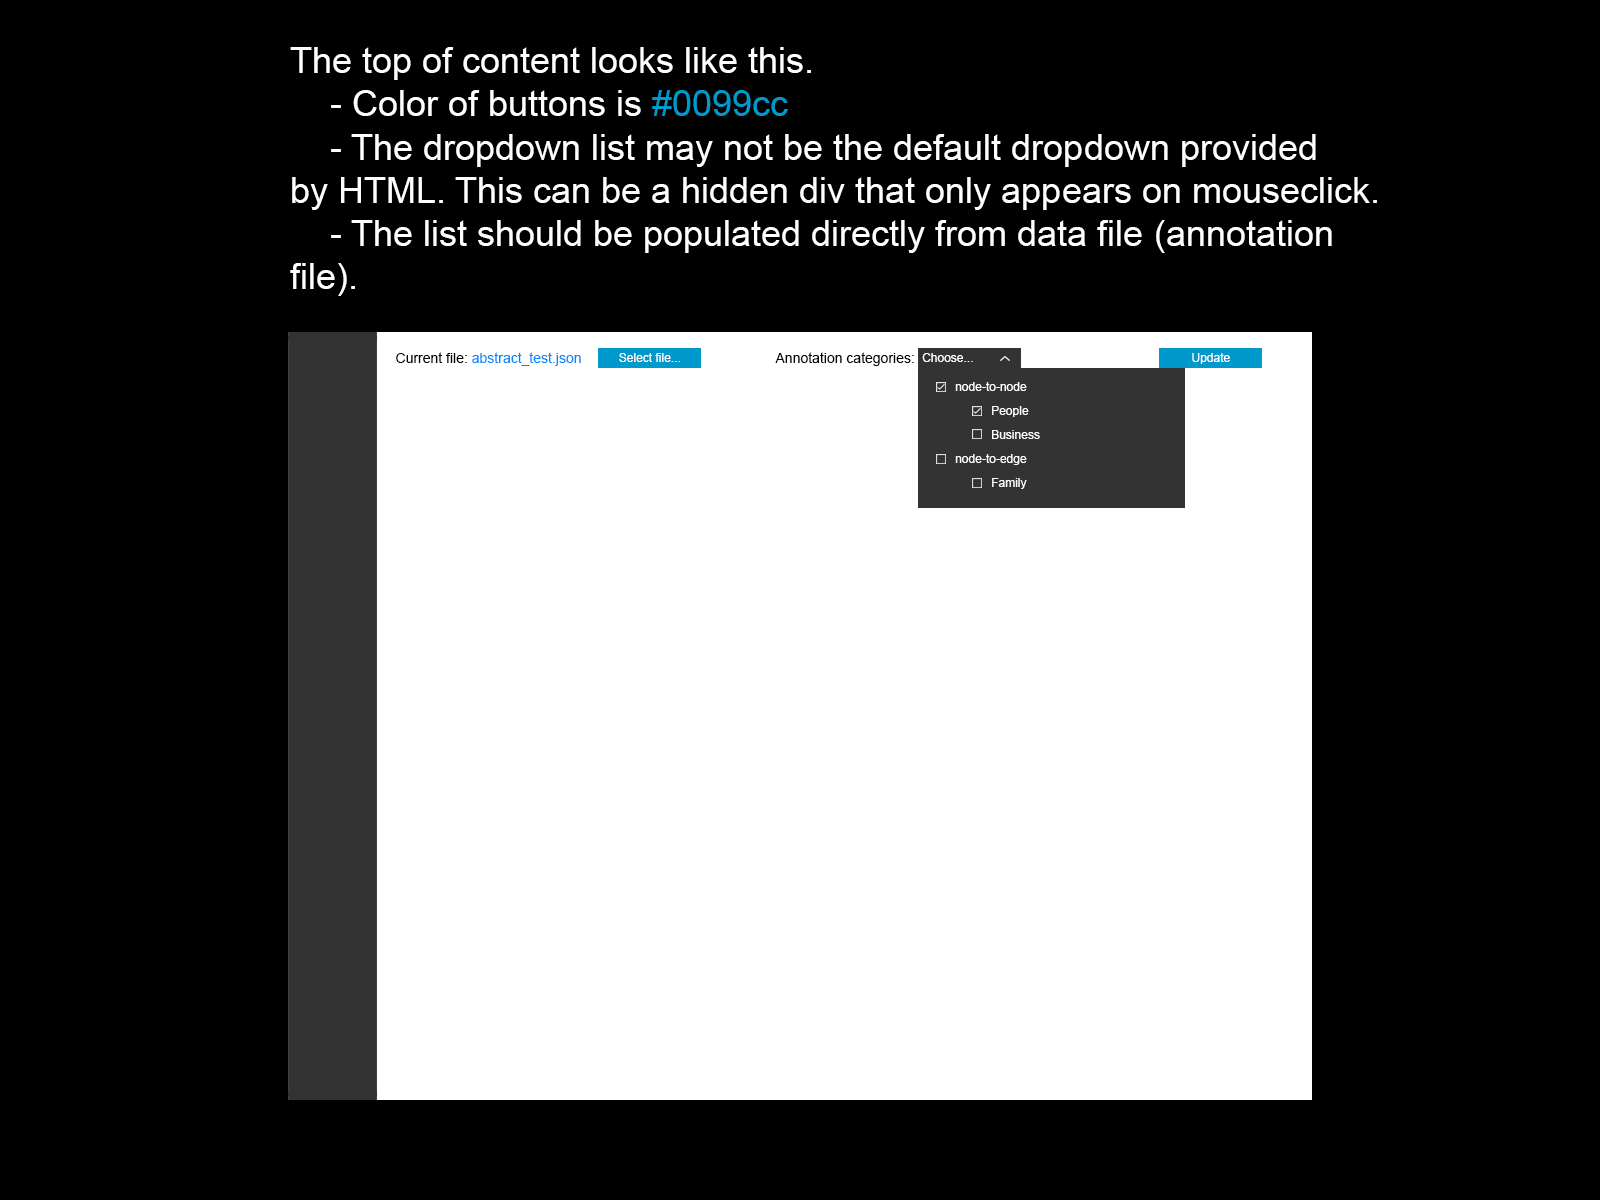 The top of content looks like this.
- Color of buttons is #0099cc
- The dropdown list may not be the default dropdown provided
by HTML. This can be a hidden div that only appears on mouseclick.
- The list should be populated directly from data file (annotation
file).
Current file: abstract_test.json Select file... Annotation categories: Choose... Update
node-to-node
People
Business
node-to-edge
Family